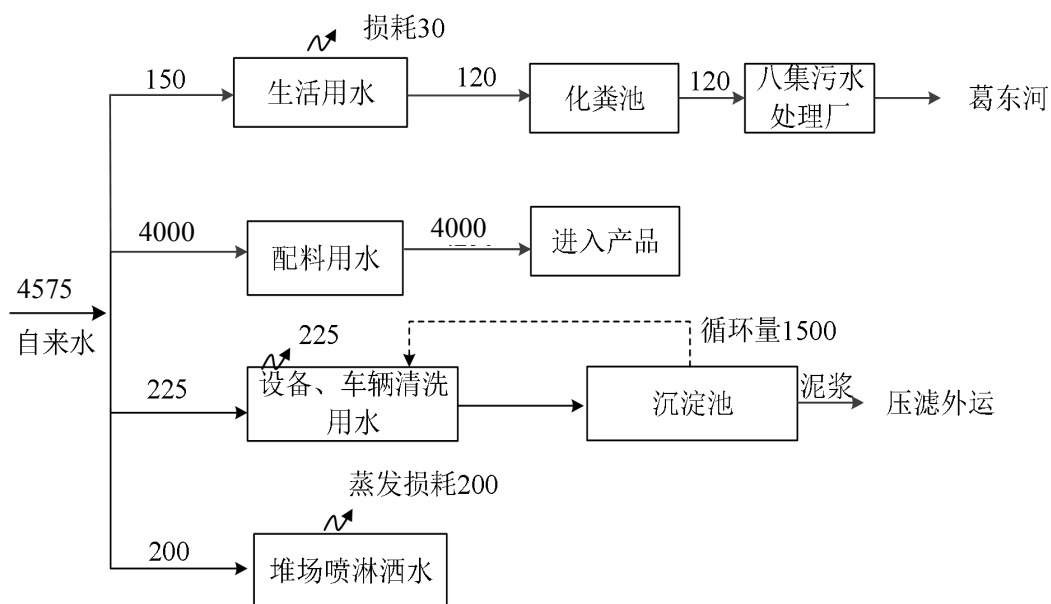 损耗30
150
生活用水
120
化粪池
120
八集污水
处理厂
葛东河
4000
配料用水
4000
进入产品
4575
自来水
225
循环量1500
225
设备、车辆清洗
用水
沉淀池
泥浆
压滤外运
蒸发损耗200
200
堆场喷淋洒水